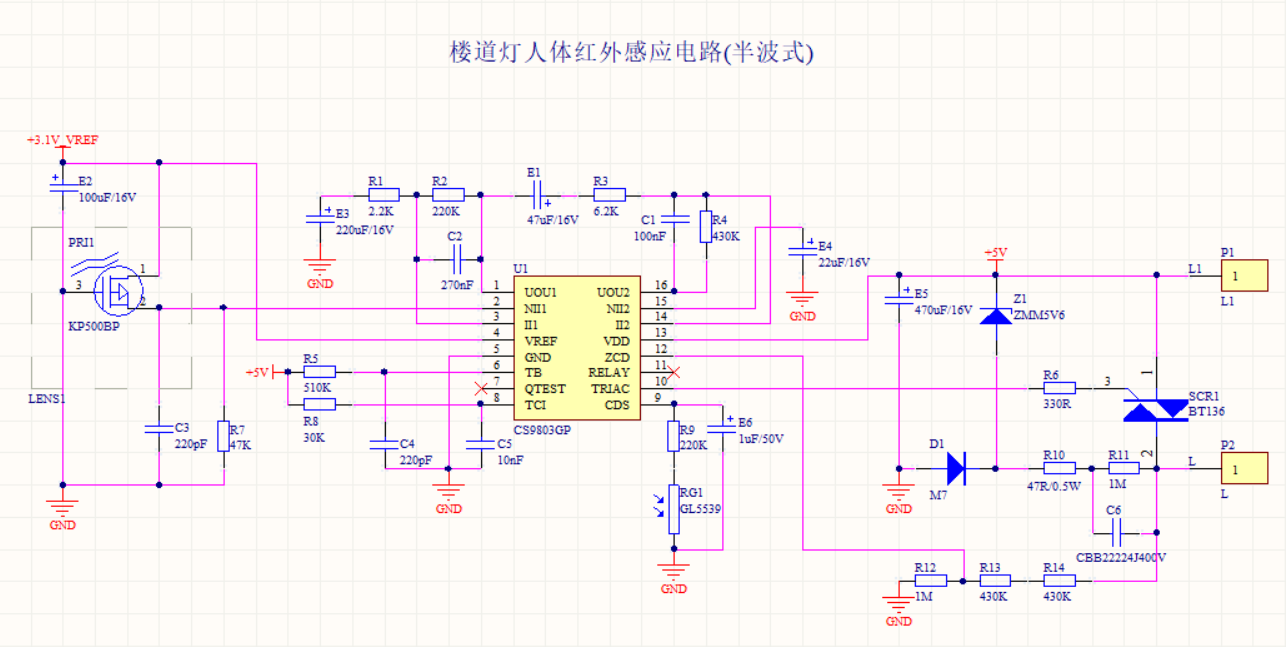 楼道灯人体红外感应电路(半波式)
+3.1V_VREF
E2
100uF/16V
PRI1
1
3
2
KP500BP
LENS1
C3
220pF
R7
47K
GND
E3
220uF/16V
GND
R1
2.2K
R2
220K
C2
270nF
E1
47uF/16V
R3
6.2K
C1
100nF
R4
430K
E4
22uF/16V
GND
U1
1 UOU1 UOU2 16
2 NII1 NII2 15
3 II1 II2 14
4 VREF VDD 13
5 GND ZCD 12
6 TB RELAY 11
7 QTEST TRIAC 10
8 TCI CDS 9
CS9803GP
+5V
R5
510K
R8
30K
C4
220pF
C5
10nF
GND
R9
220K
E6
1uF/50V
RG1
GL5539
GND
+5V
E5
470uF/16V
Z1
ZMM5V6
GND
D1
M7
R6
330R
3
1
2
SCR1
BT136
R10
47R/0.5W
R11
1M
C6
CBB22224J400V
R12
1M
R13
430K
R14
430K
GND
P1
L1
1
L1
P2
L
1
L